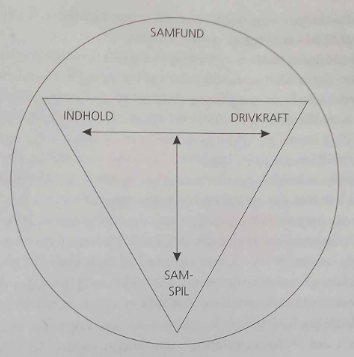 SAMFUND
INDHOLD DRIVKRAFT
SAM-
SPIL